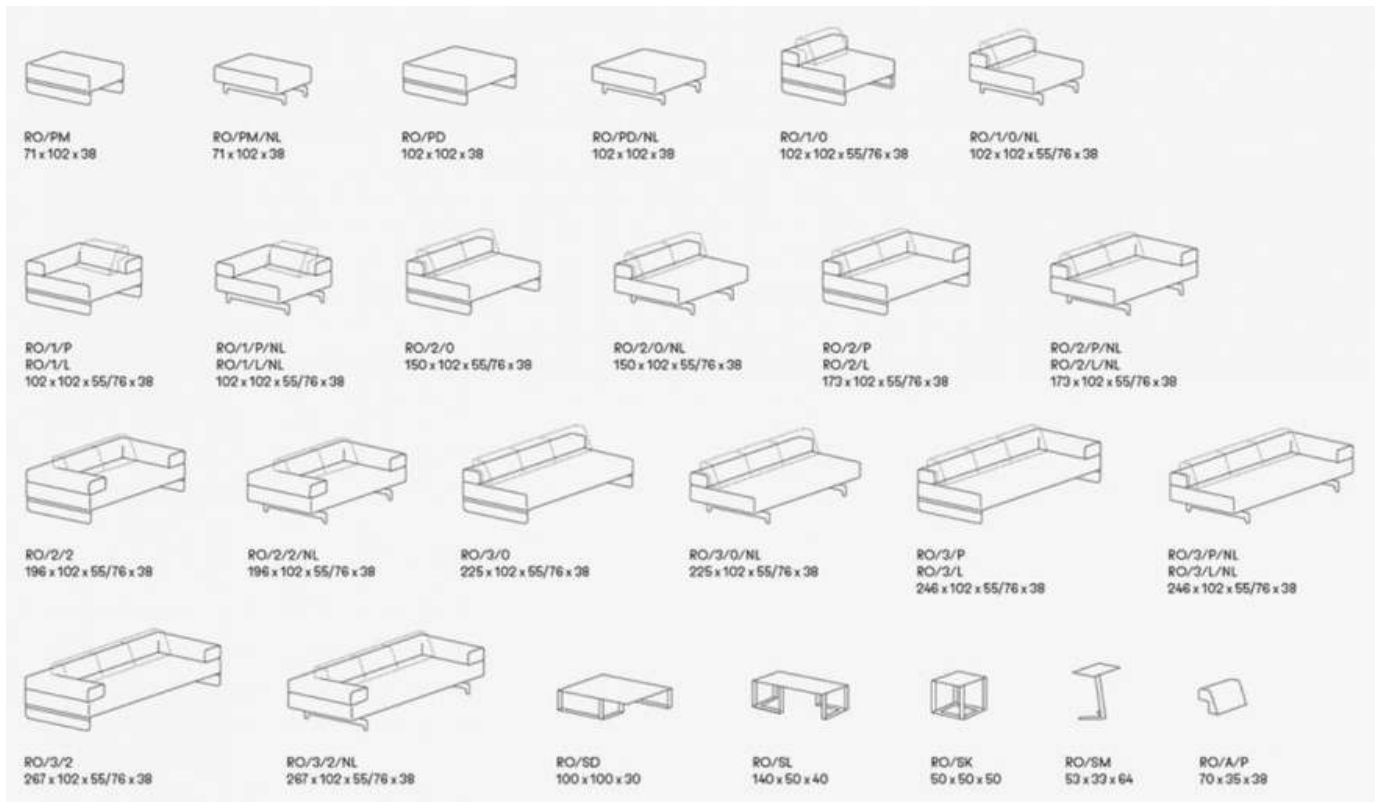 RO/PM
71 x 102 x 38
RO/PM/NL
71 x 102 x 38
RO/PD
102 x 102 x 38
RO/PD/NL
102 x 102 x 38
RO/1/0
102 x 102 x 55/76 x 38
RO/1/0/NL
102 x 102 x 55/76 x 38
RO/1/P
RO/1/L
102 x 102 x 55/76 x 38
RO/1/P/NL
RO/1/L/NL
102 x 102 x 55/76 x 38
RO/2/0
150 x 102 x 55/76 x 38
RO/2/0/NL
150 x 102 x 55/76 x 38
RO/2/P
RO/2/L
173 x 102 x 55/76 x 38
RO/2/P/NL
RO/2/L/NL
173 x 102 x 55/76 x 38
RO/2/2
196 x 102 x 55/76 x 38
RO/2/2/NL
196 x 102 x 55/76 x 38
RO/3/0
225 x 102 x 55/76 x 38
RO/3/0/NL
225 x 102 x 55/76 x 38
RO/3/P
RO/3/L
246 x 102 x 55/76 x 38
RO/3/P/NL
RO/3/L/NL
246 x 102 x 55/76 x 38
RO/3/2
267 x 102 x 55/76 x 38
RO/3/2/NL
267 x 102 x 55/76 x 38
RO/SD
100 x 100 x 30
RO/SL
140 x 50 x 40
RO/SK
50 x 50 x 50
RO/SM
53 x 33 x 64
RO/A/P
70 x 35 x 38